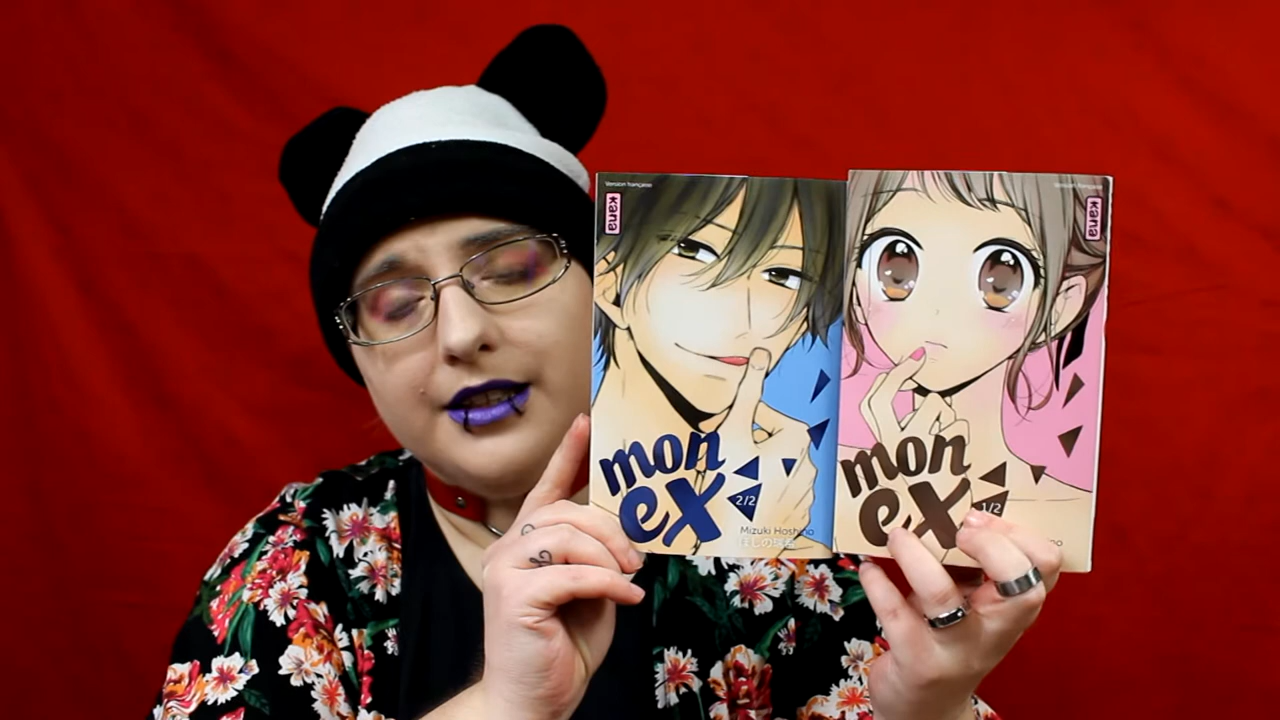 Version française
kana
mon
ex
2/2
Mizuki Hoshino
Version française
kana
mon
ex
1/2